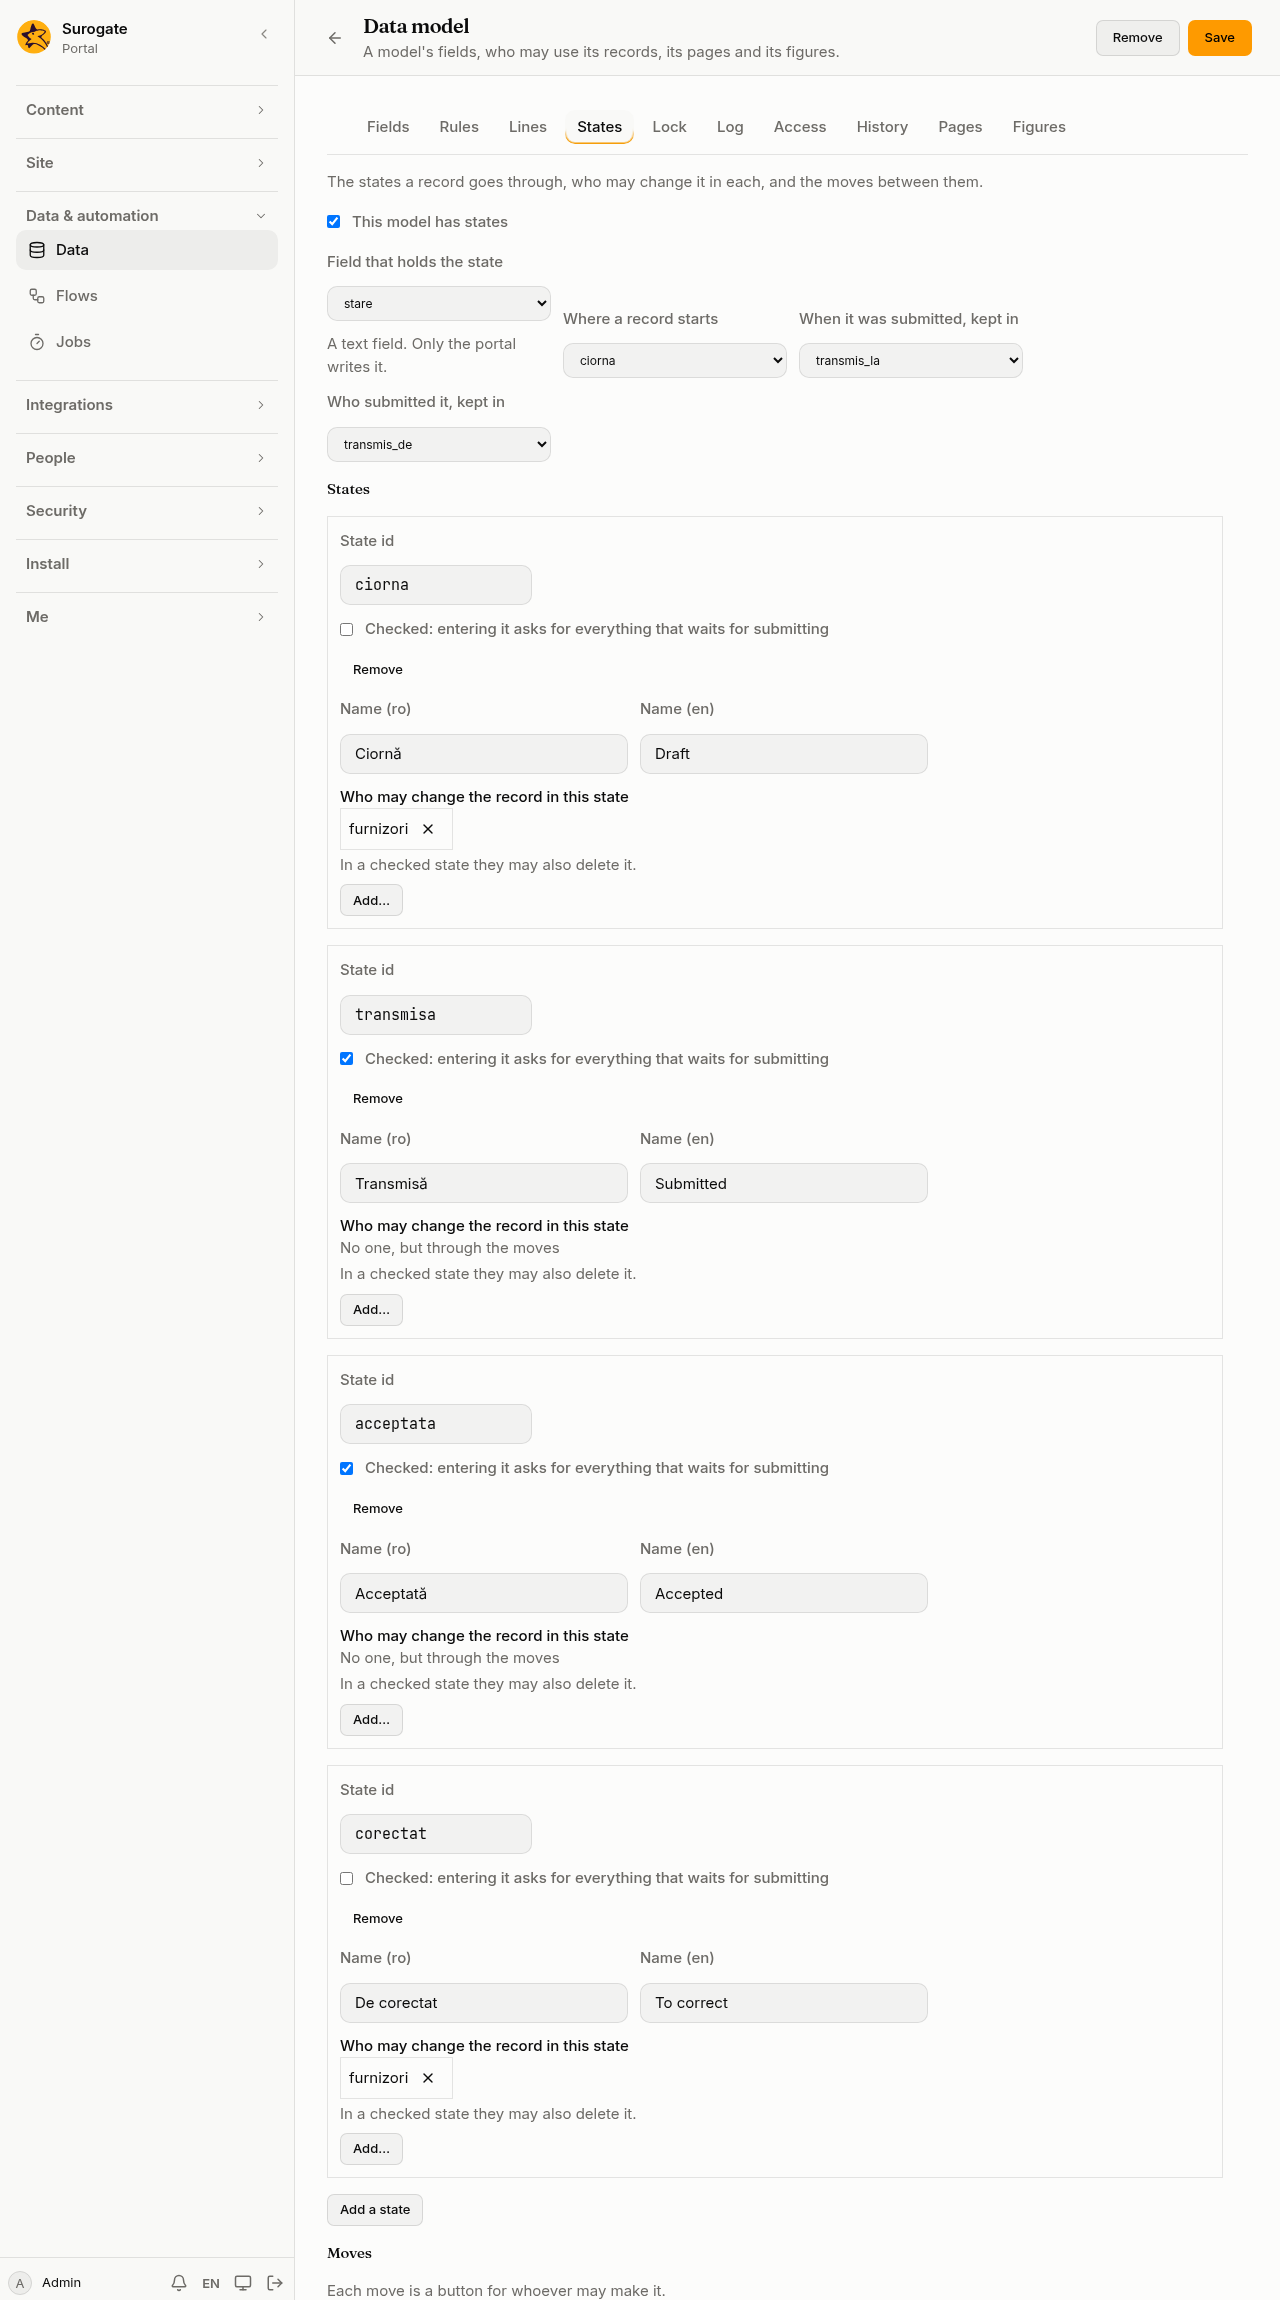 Surogate
Portal
Content
Site
Data & automation
Data
Flows
Jobs
Integrations
People
Security
Install
Me
A Admin EN
Data model
A model's fields, who may use its records, its pages and its figures.
Remove Save
Fields Rules Lines States Lock Log Access History Pages Figures
The states a record goes through, who may change it in each, and the moves between them.
This model has states
Field that holds the state
stare
A text field. Only the portal
writes it.
Where a record starts
ciorna
When it was submitted, kept in
transmis_la
Who submitted it, kept in
transmis_de
States
State id
ciorna
Checked: entering it asks for everything that waits for submitting
Remove
Name (ro) Name (en)
Ciornă Draft
Who may change the record in this state
furnizori ✕
In a checked state they may also delete it.
Add...
State id
transmisa
Checked: entering it asks for everything that waits for submitting
Remove
Name (ro) Name (en)
Transmisă Submitted
Who may change the record in this state
No one, but through the moves
In a checked state they may also delete it.
Add...
State id
acceptata
Checked: entering it asks for everything that waits for submitting
Remove
Name (ro) Name (en)
Acceptată Accepted
Who may change the record in this state
No one, but through the moves
In a checked state they may also delete it.
Add...
State id
corectat
Checked: entering it asks for everything that waits for submitting
Remove
Name (ro) Name (en)
De corectat To correct
Who may change the record in this state
furnizori ✕
In a checked state they may also delete it.
Add...
Add a state
Moves
Each move is a button for whoever may make it.